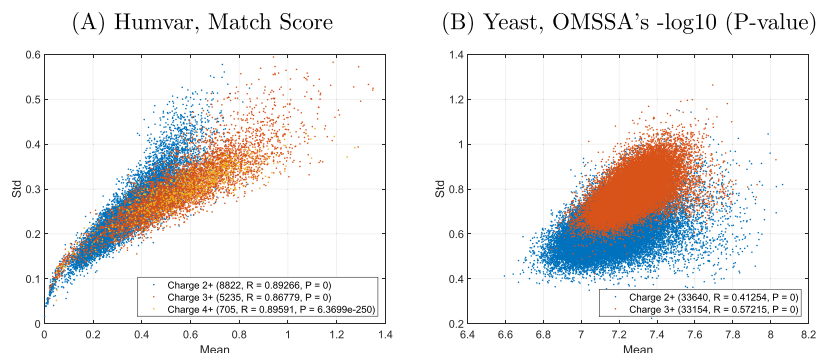 (A) Humvar, Match Score
(B) Yeast, OMSSA's -log10 (P-value)
0.6
0.5
0.4
0.3
0.2
0.1
0
Std
0 0.2 0.4 0.6 0.8 1 1.2 1.4
Mean
Charge 2+ (8822, R = 0.89266, P = 0)
Charge 3+ (5235, R = 0.86779, P = 0)
Charge 4+ (705, R = 0.89591, P = 6.3699e-250)
1.4
1.2
1
0.8
0.6
0.4
0.2
Std
6.4 6.6 6.8 7 7.2 7.4 7.6 7.8 8 8.2
Mean
Charge 2+ (33640, R = 0.41254, P = 0)
Charge 3+ (33154, R = 0.57215, P = 0)